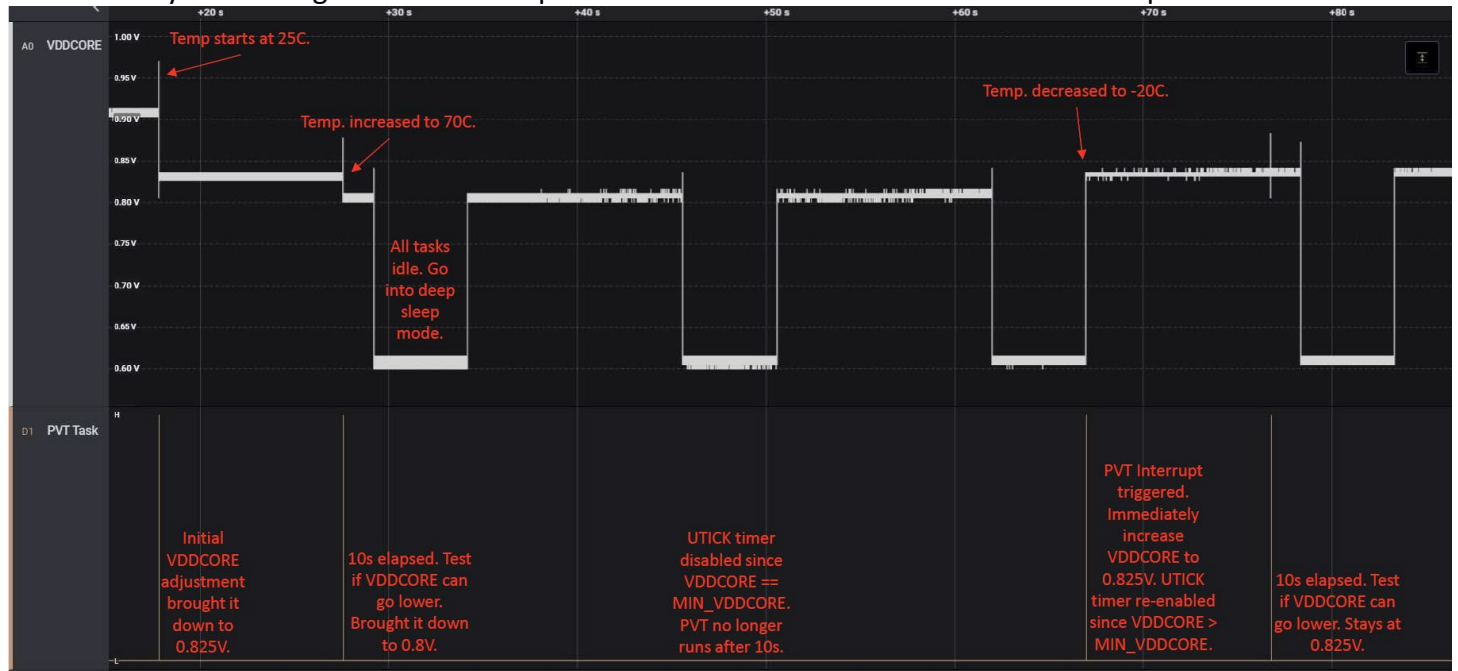 +20 s
+30 s
+40 s
+50 s
+60 s
+70 s
+80 s
A0 VDDCORE
1.00 V
0.95 V
0.90 V
0.85 V
0.80 V
0.75 V
0.70 V
0.65 V
0.60 V
Temp starts at 25C.
Temp. increased to 70C.
Temp. decreased to -20C.
All tasks
idle. Go
into deep
sleep
mode.
D1 PVT Task
H
L
Initial
VDDCORE
adjustment
brought it
down to
0.825V.
10s elapsed. Test
if VDDCORE can
go lower.
Brought it down
to 0.8V.
UTICK timer
disabled since
VDDCORE ==
MIN_VDDCORE.
PVT no longer
runs after 10s.
PVT Interrupt
triggered.
Immediately
increase
VDDCORE to
0.825V. UTICK
timer re-enabled
since VDDCORE >
MIN_VDDCORE.
10s elapsed. Test
if VDDCORE can
go lower. Stays at
0.825V.